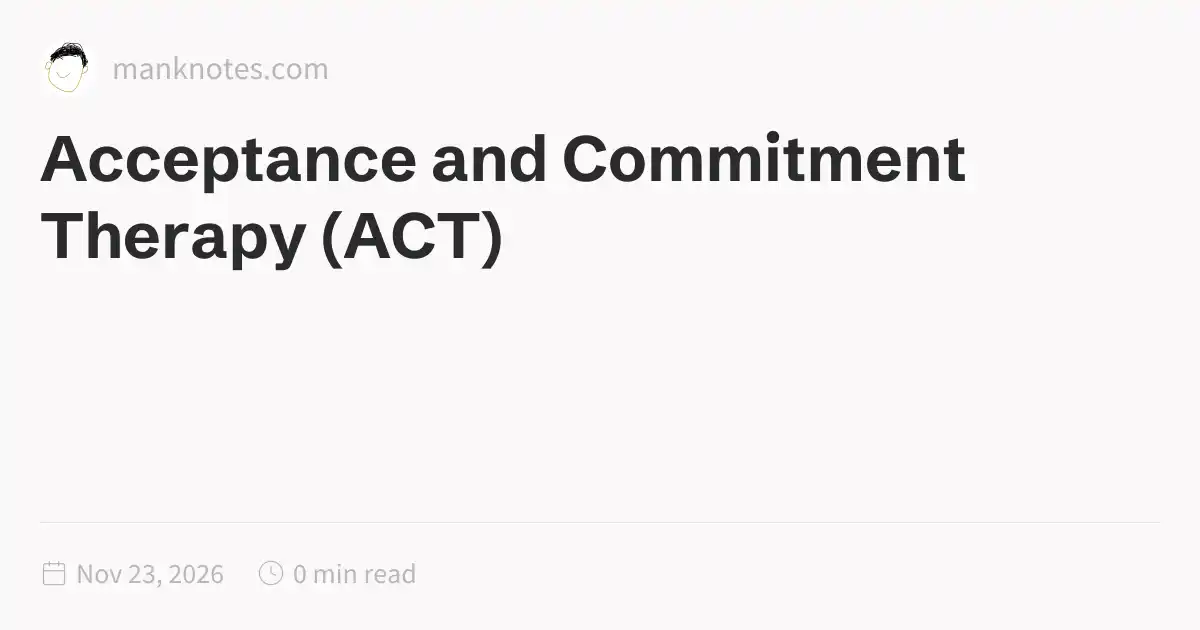 manknotes.com
Acceptance and Commitment
Therapy (ACT)
Nov 23, 2026 0 min read